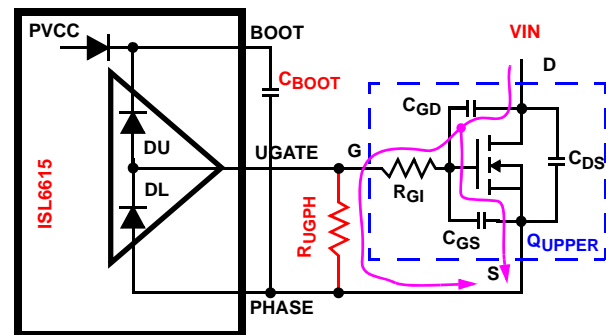 PVCC
BOOT
VIN
D
CBOOT
CGD
DU
UGATE
G
CDS
DL
RGI
ISL6615
RUGPH
CGS
QUPPER
S
PHASE